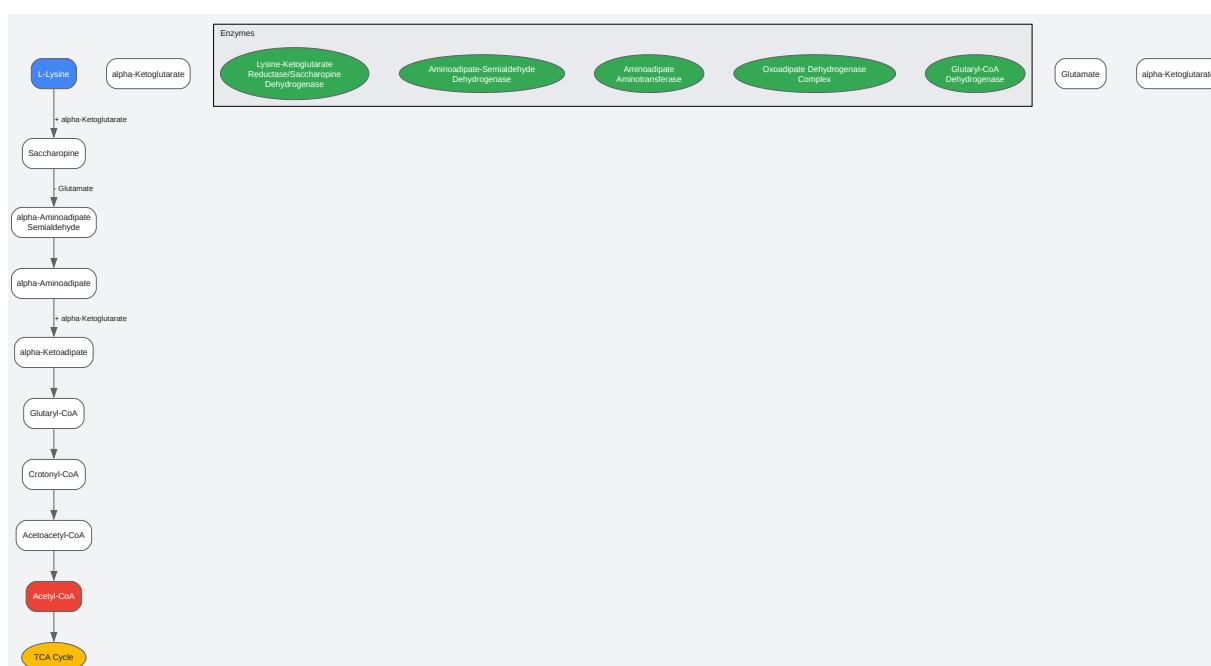 Enzymes
L-Lysine
alpha-Ketoglutarate
Lysine-Ketoglutarate
Reductase/Saccharopine
Dehydrogenase
Aminoadipate-Semialdehyde
Dehydrogenase
Aminoadipate
Aminotransferase
Oxoadipate Dehydrogenase
Complex
Glutaryl-CoA
Dehydrogenase
Glutamate
alpha-Ketoglutarate
+ alpha-Ketoglutarate
Saccharopine
- Glutamate
alpha-Aminoadipate
Semialdehyde
alpha-Aminoadipate
+ alpha-Ketoglutarate
alpha-Ketoadipate
Glutaryl-CoA
Crotonyl-CoA
Acetoacetyl-CoA
Acetyl-CoA
TCA Cycle